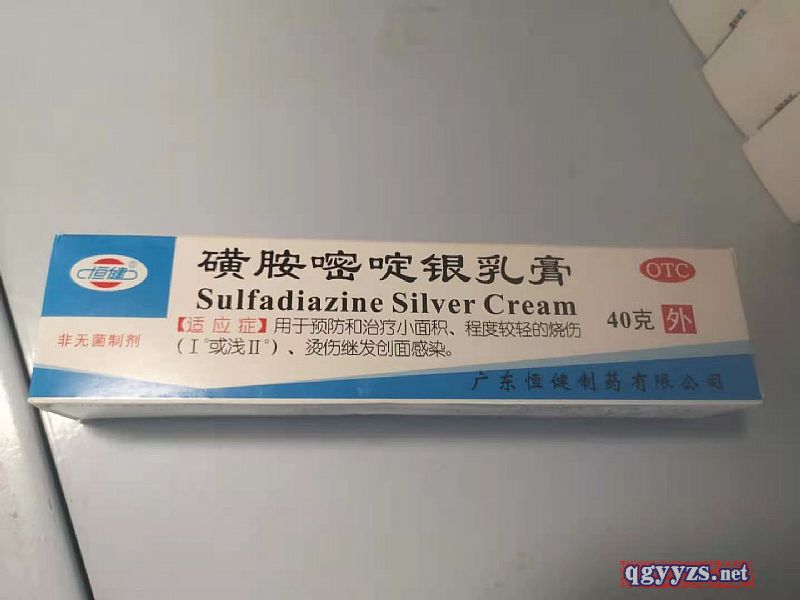 恒健
非无菌制剂
磺胺嘧啶银乳膏
Sulfadiazine Silver Cream
【适应症】用于预防和治疗小面积、程度较轻的烧伤
(Ⅰ°或浅Ⅱ°)、烫伤继发创面感染。
OTC
40克 外
广东恒健制药有限公司
qgyyzs.net